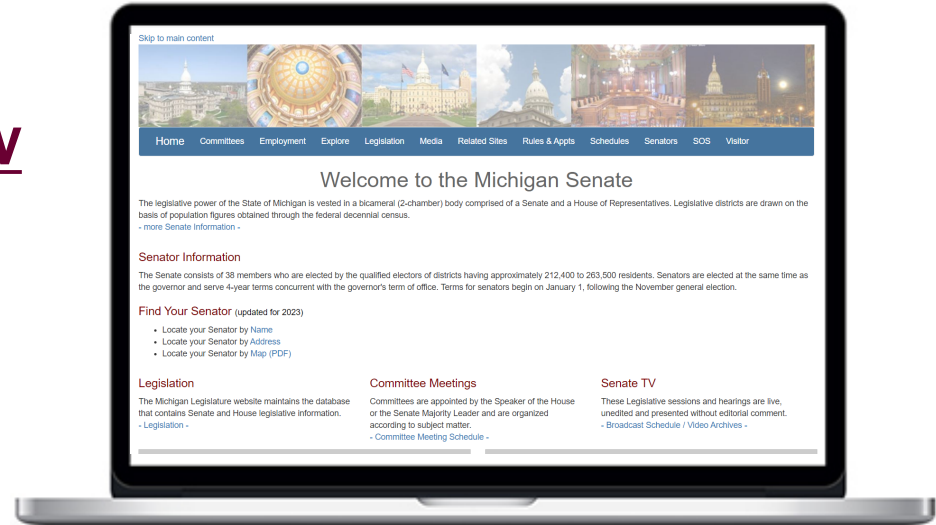 Skip to main content
Home Committees Employment Explore Legislation Media Related Sites Rules & Appts Schedules Senators SOS Visitor
Welcome to the Michigan Senate
The legislative power of the State of Michigan is vested in a bicameral (2-chamber) body comprised of a Senate and a House of Representatives. Legislative districts are drawn on the
basis of population figures obtained through the federal decennial census.
- more Senate Information -
Senator Information
The Senate consists of 38 members who are elected by the qualified electors of districts having approximately 212,400 to 263,500 residents. Senators are elected at the same time as
the governor and serve 4-year terms concurrent with the governor's term of office. Terms for senators begin on January 1, following the November general election.
Find Your Senator (updated for 2023)
• Locate your Senator by Name
• Locate your Senator by Address
• Locate your Senator by Map (PDF)
Legislation
The Michigan Legislature website maintains the database
that contains Senate and House legislative information.
- Legislation -
Committee Meetings
Committees are appointed by the Speaker of the House
or the Senate Majority Leader and are organized
according to subject matter.
- Committee Meeting Schedule -
Senate TV
These Legislative sessions and hearings are live,
unedited and presented without editorial comment.
- Broadcast Schedule / Video Archives -